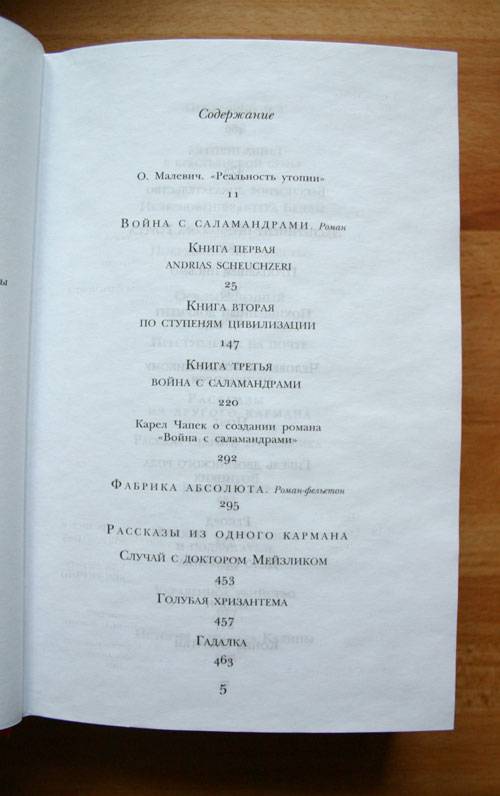 Содержание
О. Малевич. «Реальность утопии»
11
Война с саламандрами. Роман
Книга первая
ANDRIAS SCHEUCHZERI
25
Книга вторая
ПО СТУПЕНЯМ ЦИВИЛИЗАЦИИ
147
Книга третья
ВОЙНА С САЛАМАНДРАМИ
220
Карел Чапек о создании романа
«Война с саламандрами»
292
Фабрика абсолюта. Роман-фельетон
295
Рассказы из одного кармана
Случай с доктором Мейзликом
453
Голубая хризантема
457
Гадалка
463
5